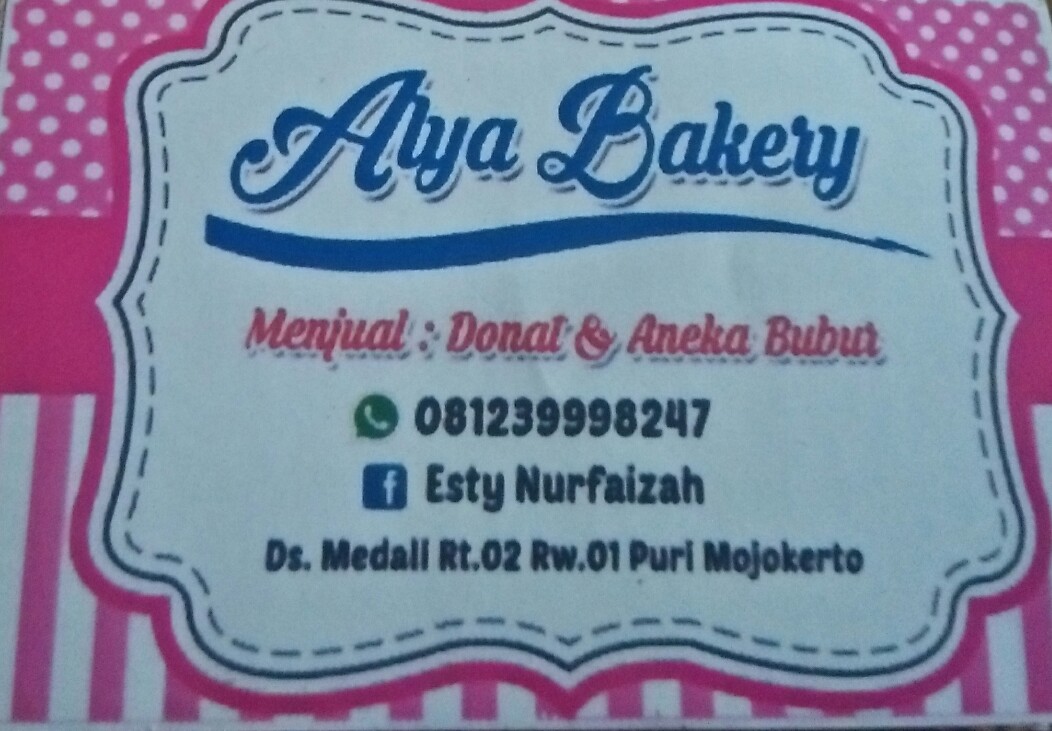 Alya Bakery
Menjual : Donat & Aneka Bubur
081239998247
Esty Nurfaizah
Ds. Medali Rt.02 Rw.01 Puri Mojokerto